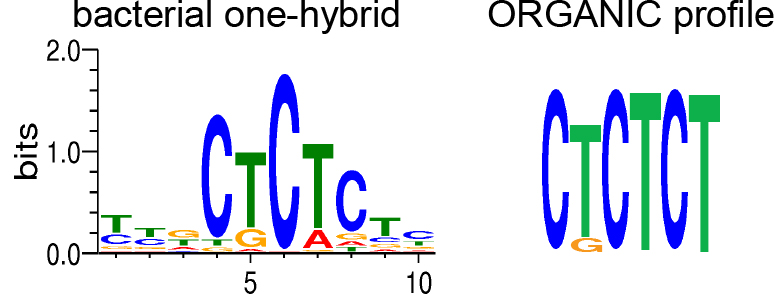 bacterial one-hybrid
ORGANIC profile
2.0
1.0
0.0
bits
5
10
T C T C T C T G C T A C T
C T G C T C T